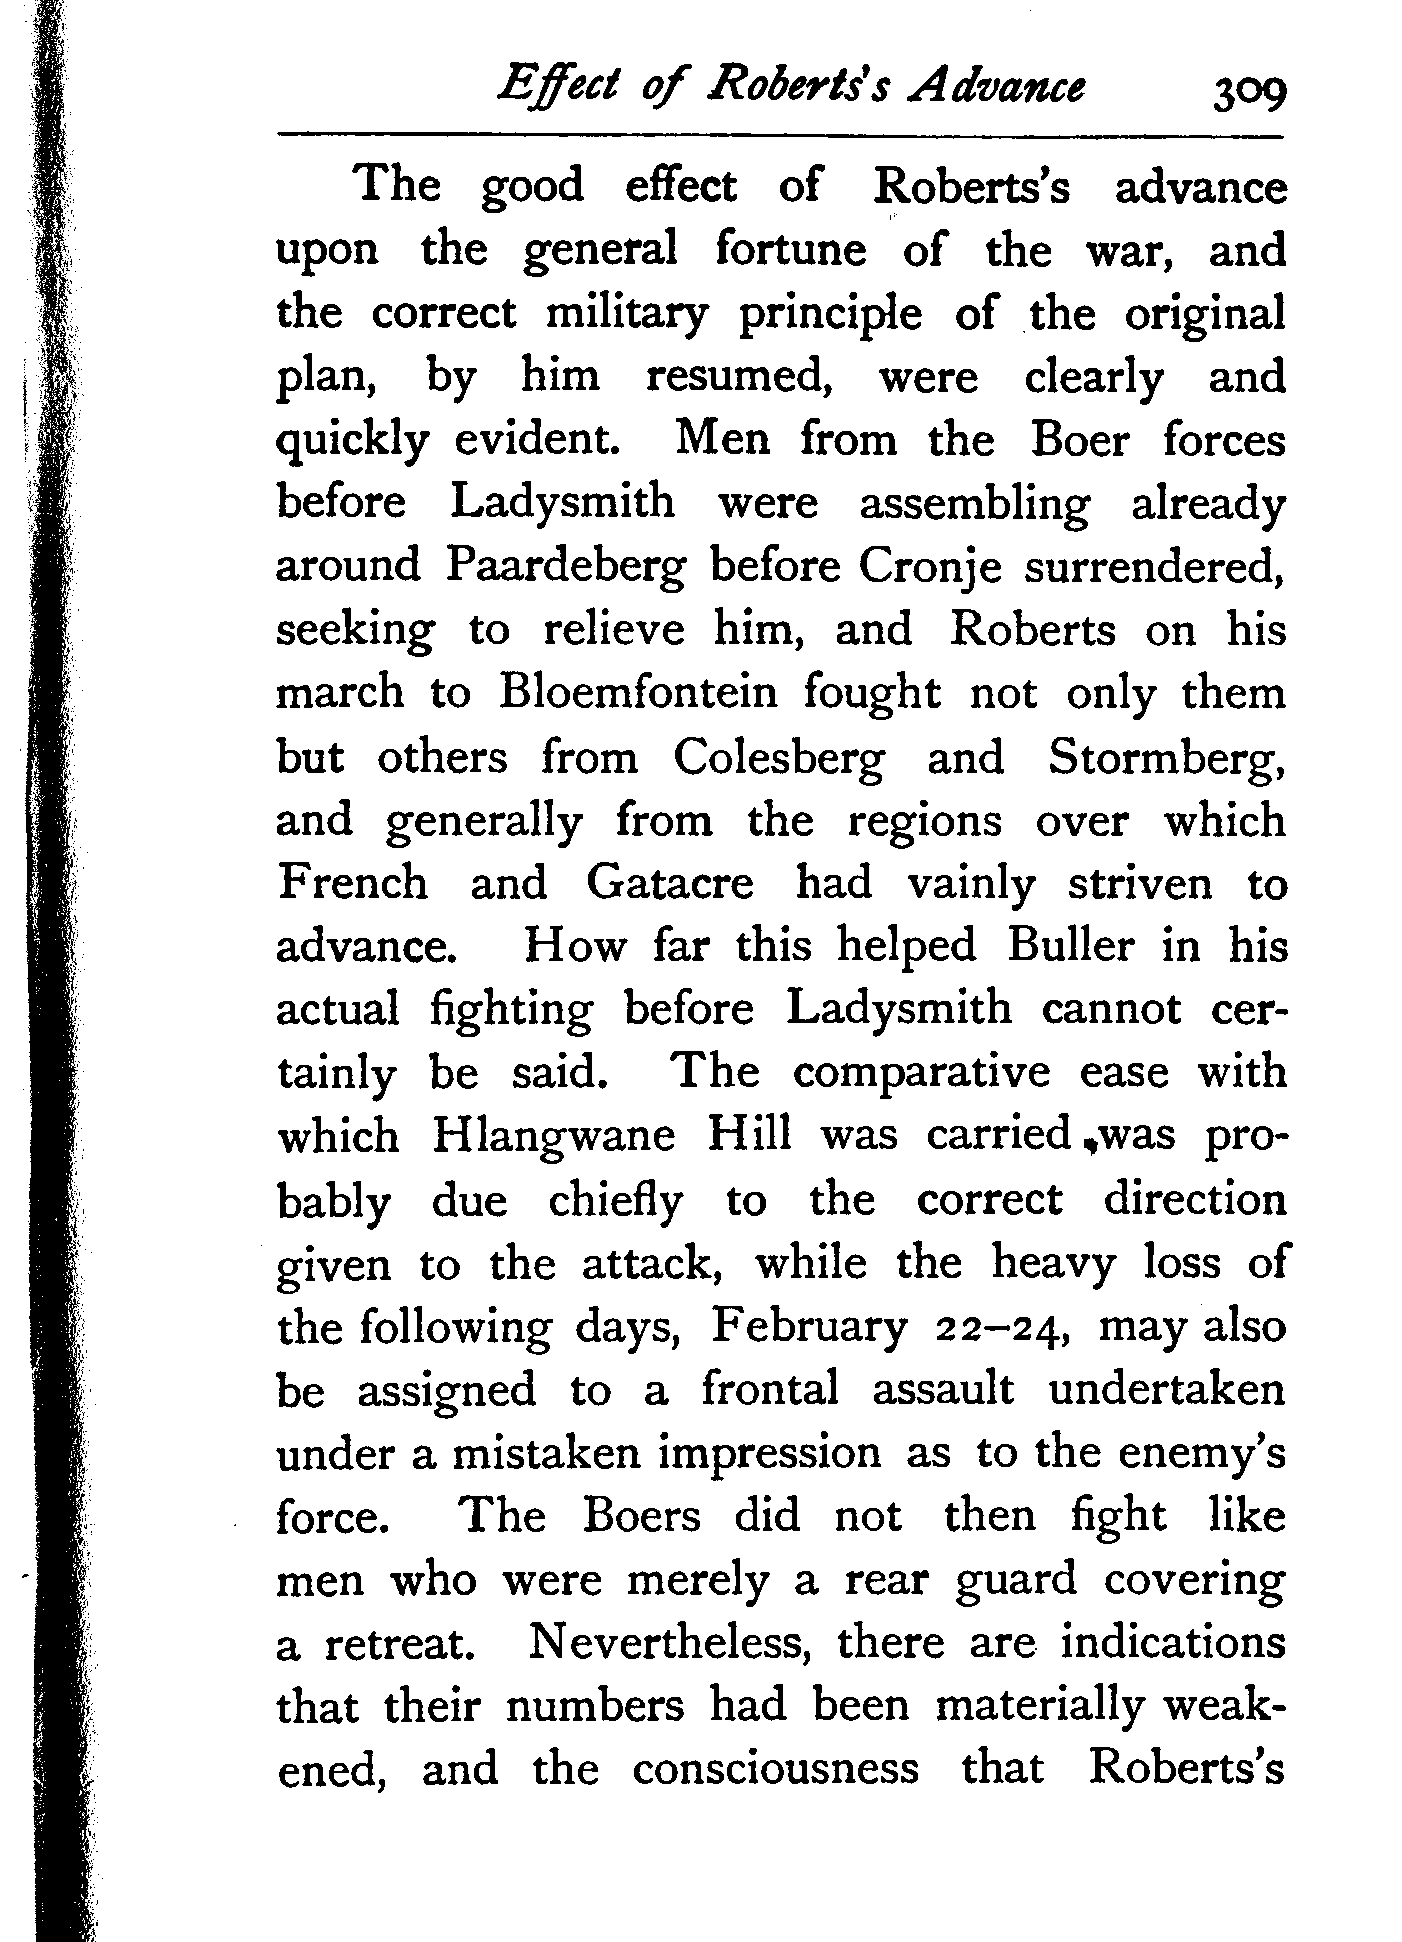 Effect of Roberts's Advance 309
The good effect of Roberts's advance
upon the general fortune of the war, and
the correct military principle of the original
plan, by him resumed, were clearly and
quickly evident. Men from the Boer forces
before Ladysmith were assembling already
around Paardeberg before Cronje surrendered,
seeking to relieve him, and Roberts on his
march to Bloemfontein fought not only them
but others from Colesberg and Stormberg,
and generally from the regions over which
French and Gatacre had vainly striven to
advance. How far this helped Buller in his
actual fighting before Ladysmith cannot cer-
tainly be said. The comparative ease with
which Hlangwane Hill was carried was pro-
bably due chiefly to the correct direction
given to the attack, while the heavy loss of
the following days, February 22–24, may also
be assigned to a frontal assault undertaken
under a mistaken impression as to the enemy's
force. The Boers did not then fight like
men who were merely a rear guard covering
a retreat. Nevertheless, there are indications
that their numbers had been materially weak-
ened, and the consciousness that Roberts's